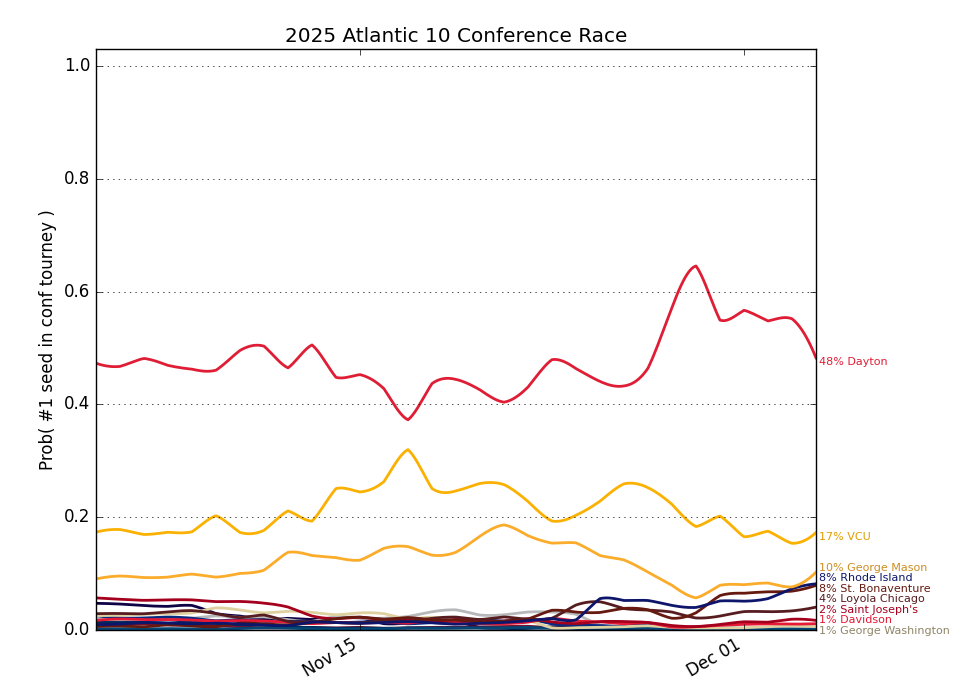 2025 Atlantic 10 Conference Race
Prob( #1 seed in conf tourney )
1.0
0.8
0.6
0.4
0.2
0.0
Nov 15
Dec 01
48% Dayton
17% VCU
10% George Mason
8% Rhode Island
8% St. Bonaventure
4% Loyola Chicago
2% Saint Joseph's
1% Davidson
1% George Washington